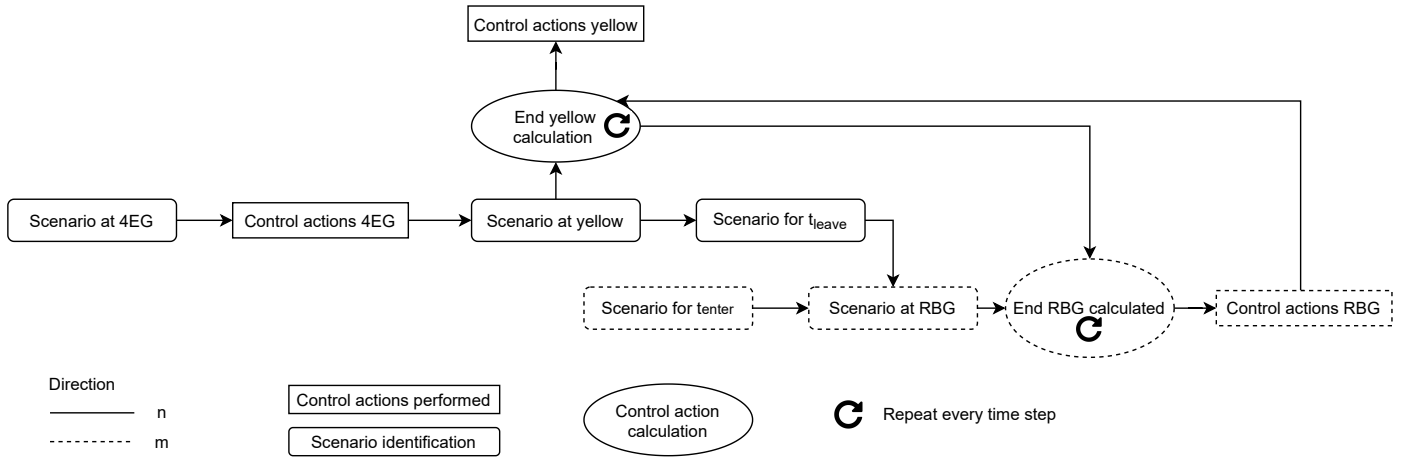 Control actions yellow
End yellow
calculation
Scenario at 4EG
Control actions 4EG
Scenario at yellow
Scenario for tleave
Scenario for tenter
Scenario at RBG
End RBG calculated
Control actions RBG
Direction
n
m
Control actions performed
Scenario identification
Control action
calculation
Repeat every time step